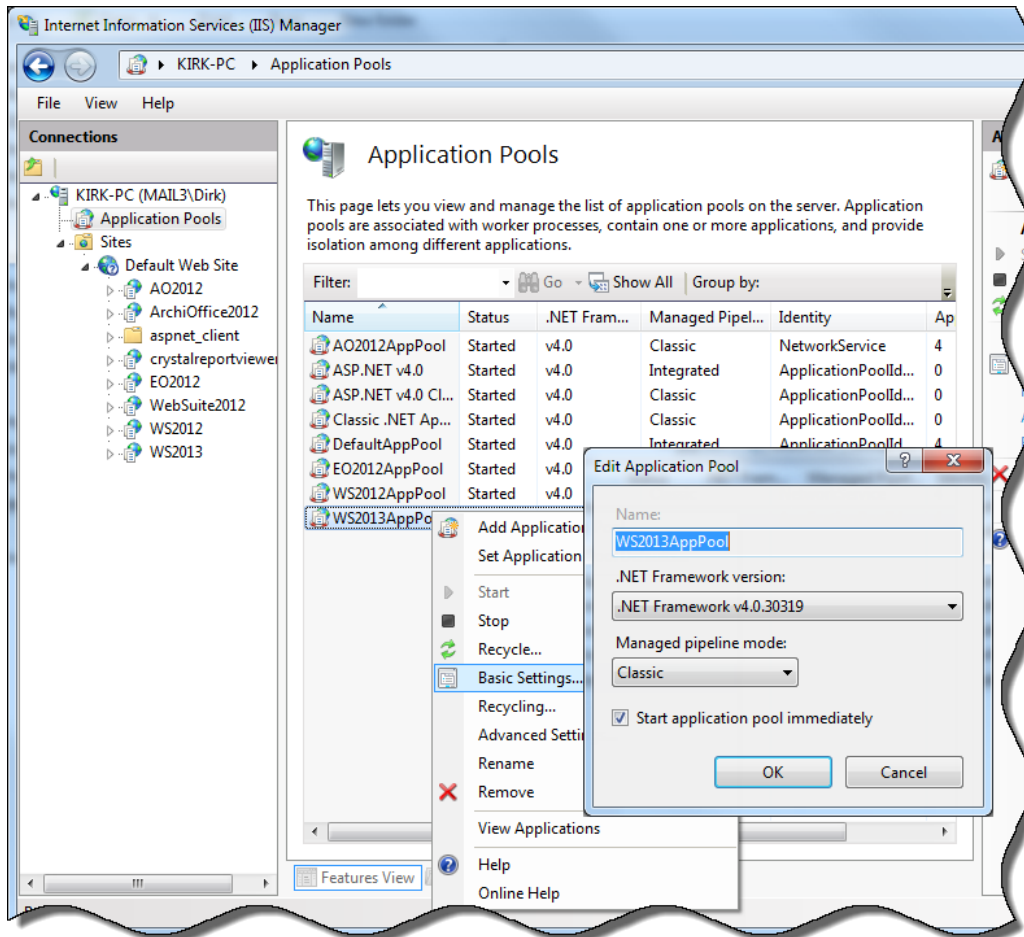 Internet Information Services (IIS) Manager
KIRK-PC Application Pools
File View Help
Connections
KIRK-PC (MAIL3\Dirk)
Application Pools
Sites
Default Web Site
AO2012
ArchiOffice2012
aspnet_client
crystalreportviewer
EO2012
WebSuite2012
WS2012
WS2013
Application Pools
This page lets you view and manage the list of application pools on the server. Application
pools are associated with worker processes, contain one or more applications, and provide
isolation among different applications.
Filter: Go Show All Group by:
Name Status .NET Fram... Managed Pipel... Identity Ap
AO2012AppPool Started v4.0 Classic NetworkService 4
ASP.NET v4.0 Started v4.0 Integrated ApplicationPoolId... 0
ASP.NET v4.0 Cl... Started v4.0 Classic ApplicationPoolId... 0
Classic .NET Ap... Started v4.0 Classic ApplicationPoolId... 0
DefaultAppPool Started v4.0 Integrated ApplicationPoolId... 4
EO2012AppPool Started v4.0
WS2012AppPool Started v4.0
WS2013AppPo
Add Application
Set Application
Start
Stop
Recycle...
Basic Settings...
Recycling...
Advanced Setti
Rename
Remove
View Applications
Help
Online Help
Edit Application Pool
Name:
WS2013AppPool
.NET Framework version:
.NET Framework v4.0.30319
Managed pipeline mode:
Classic
Start application pool immediately
OK Cancel
Features View